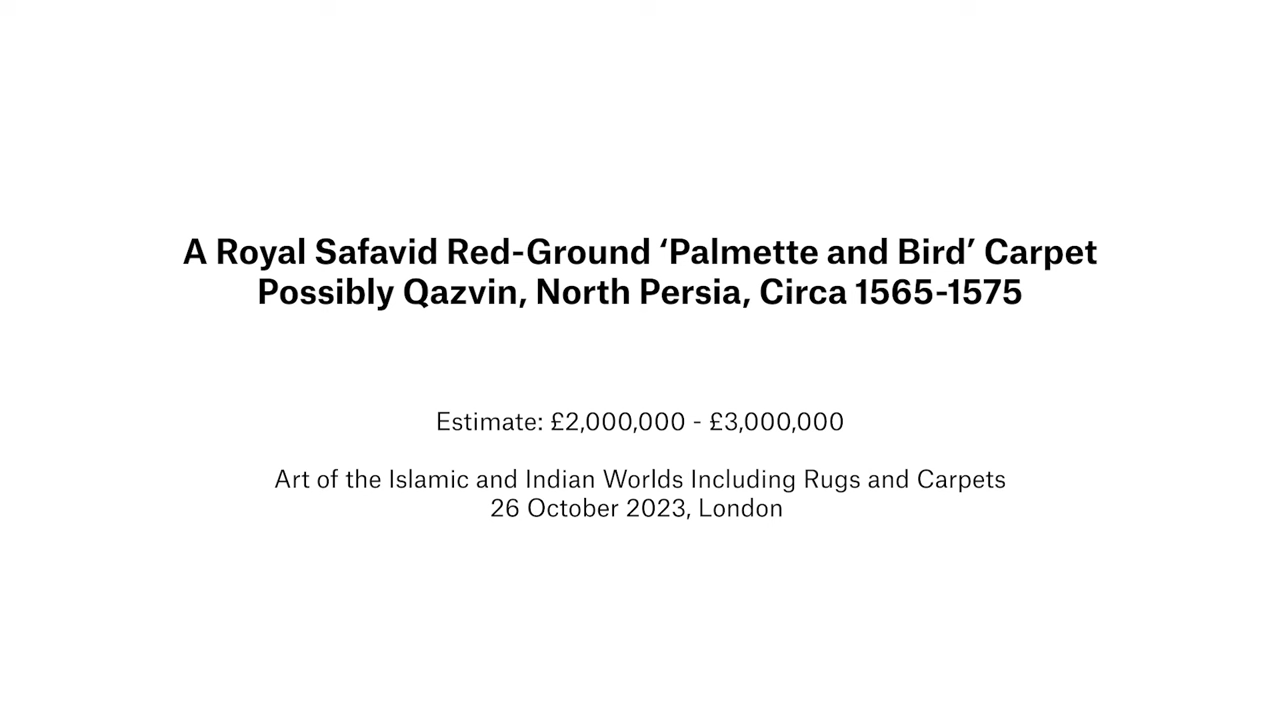 A Royal Safavid Red-Ground ‘Palmette and Bird’ Carpet
Possibly Qazvin, North Persia, Circa 1565-1575
Estimate: £2,000,000 - £3,000,000
Art of the Islamic and Indian Worlds Including Rugs and Carpets
26 October 2023, London